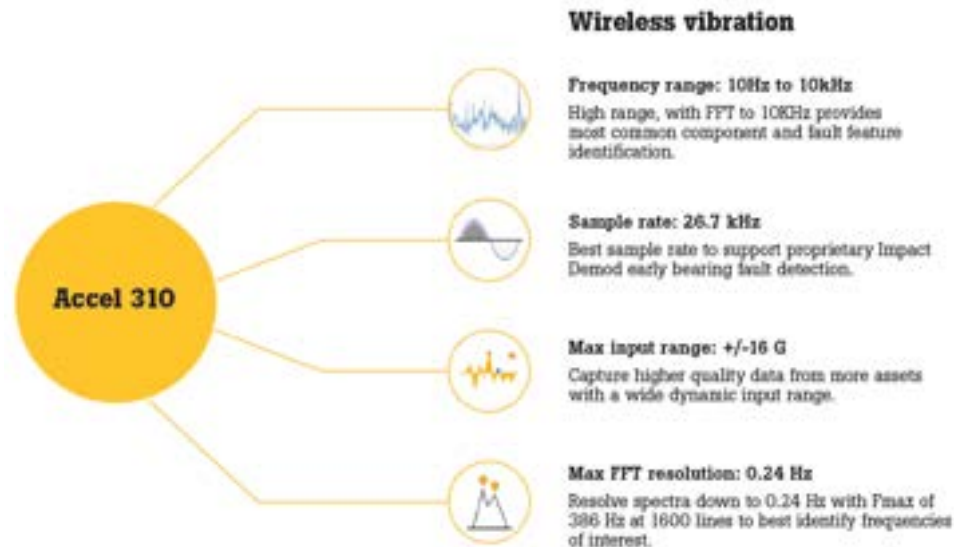 Wireless vibration
Accel 310
Frequency range: 10Hz to 10kHz
High range, with FFT to 10KHz provides
most common component and fault feature
identification.
Sample rate: 26.7 kHz
Best sample rate to support proprietary Impact
Demod early bearing fault detection.
Max input range: +/-16 G
Capture higher quality data from more assets
with a wide dynamic input range.
Max FFT resolution: 0.24 Hz
Resolve spectra down to 0.24 Hz with Fmax of
386 Hz at 1600 lines to best identify frequencies
of interest.